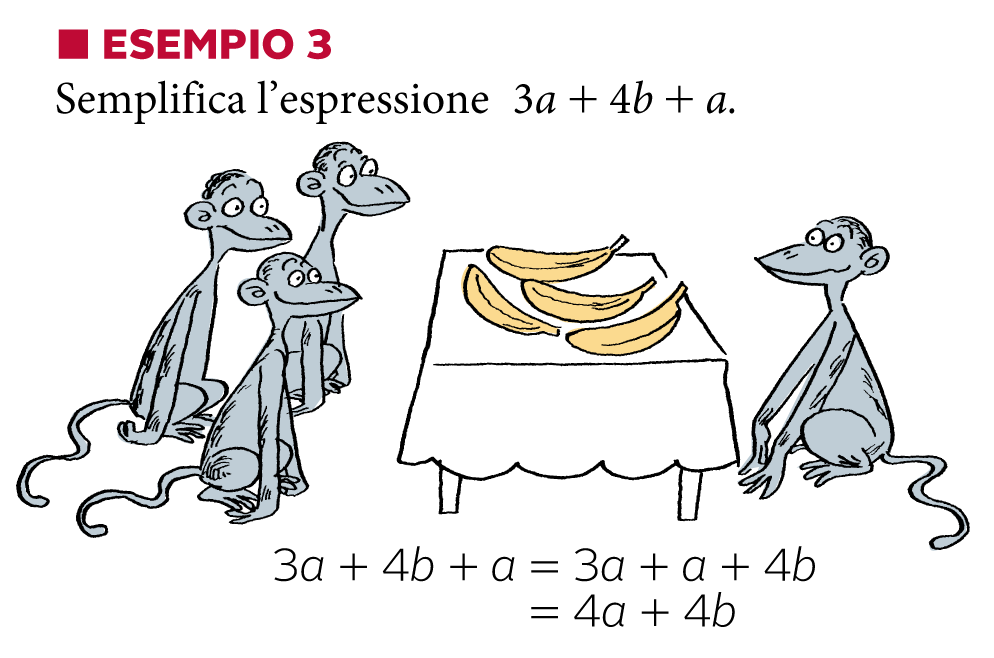 ESEMPIO 3
Semplifica l’espressione 3a + 4b + a.
3a + 4b + a = 3a + a + 4b
= 4a + 4b